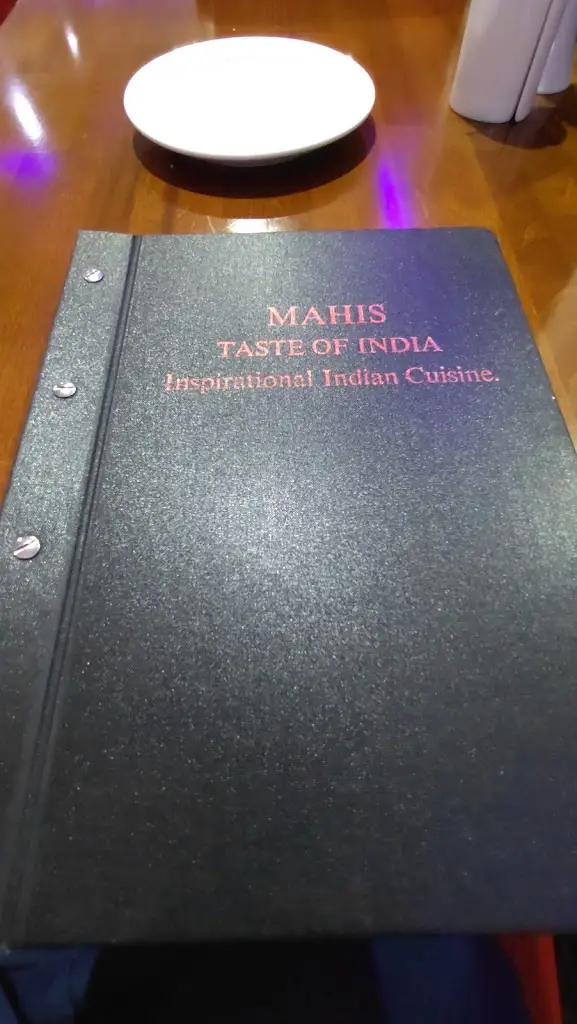 MAHIS
TASTE OF INDIA
Inspirational Indian Cuisine.